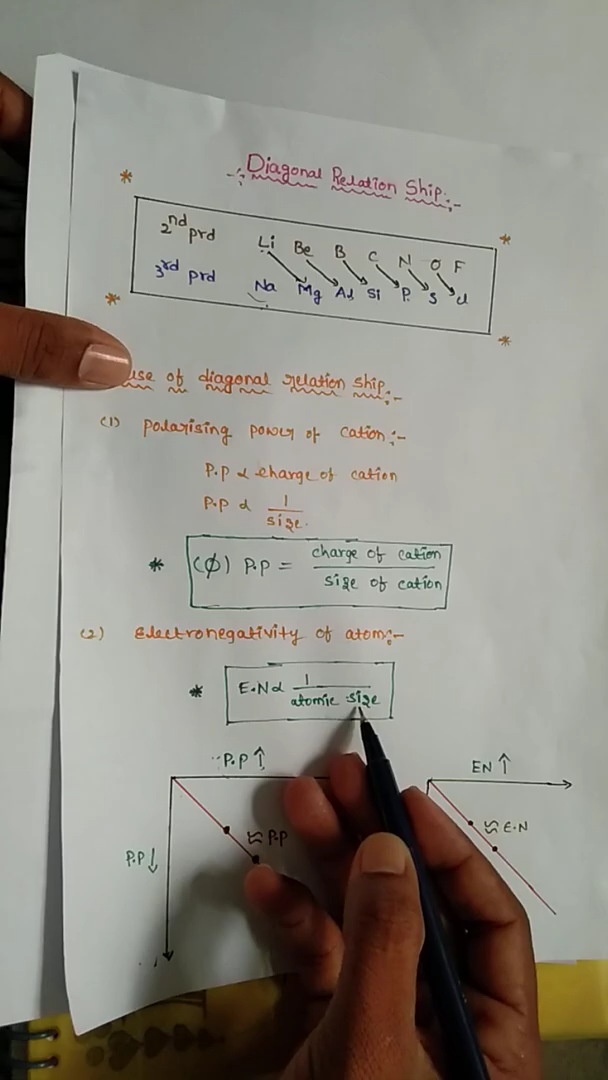 -:Diagonal Relation Ship:-
2nd prd Li Be B C N O F
3rd prd Na Mg Al Si P S Cl
of diagonal relation ship:-
(1) Polarising power of cation:-
P.P ∝ charge of cation
P.P ∝ 1
size.
* (ϕ) P.P = charge of cation
size of cation
(2) Electronegativity of atom:-
* E.N ∝ 1
atomic size
P.P ↑
EN ↑
≈ P.P
≈ E.N
P.P ↓